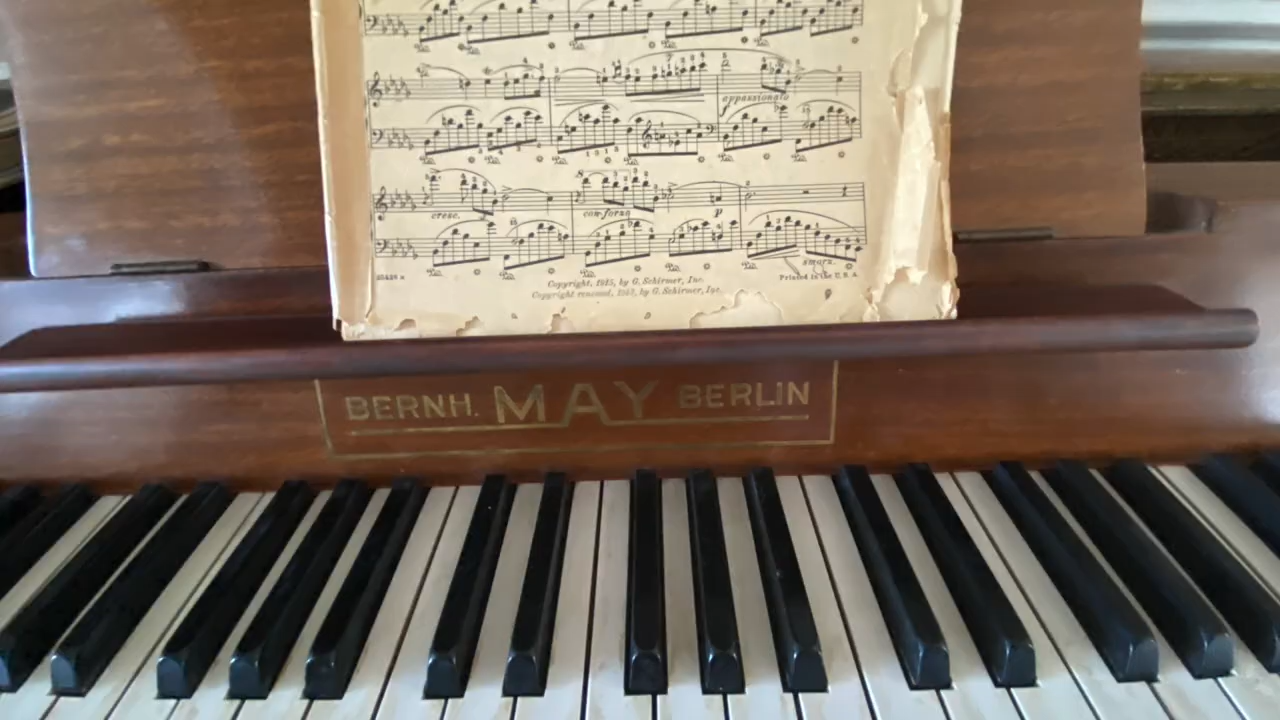 appassionato
f
cresc.
con forza
p
smorz.
Copyright, 1915, by G. Schirmer, Inc.
Printed in the U. S. A.
Copyright renewed, 1943, by G. Schirmer, Inc.
BERNH. MAY BERLIN